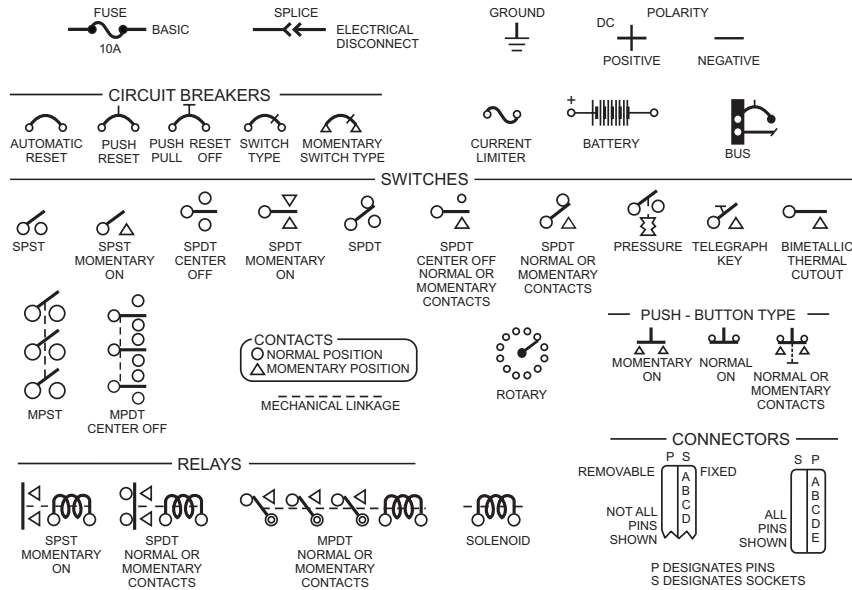 FUSE
BASIC
10A
SPLICE
ELECTRICAL
DISCONNECT
GROUND
POLARITY
DC
POSITIVE
NEGATIVE
CIRCUIT BREAKERS
AUTOMATIC
RESET
PUSH
RESET
PUSH RESET
PULL OFF
SWITCH
TYPE
MOMENTARY
SWITCH TYPE
CURRENT
LIMITER
+
BATTERY
BUS
SWITCHES
SPST
SPST
MOMENTARY
ON
SPDT
CENTER
OFF
SPDT
MOMENTARY
ON
SPDT
SPDT
CENTER OFF
NORMAL OR
MOMENTARY
CONTACTS
SPDT
NORMAL OR
MOMENTARY
CONTACTS
PRESSURE
TELEGRAPH
KEY
BIMETALLIC
THERMAL
CUTOUT
MPST
MPDT
CENTER OFF
CONTACTS
NORMAL POSITION
MOMENTARY POSITION
MECHANICAL LINKAGE
ROTARY
PUSH - BUTTON TYPE
MOMENTARY
ON
NORMAL
ON
NORMAL OR
MOMENTARY
CONTACTS
RELAYS
SPST
MOMENTARY
ON
SPDT
NORMAL OR
MOMENTARY
CONTACTS
MPDT
NORMAL OR
MOMENTARY
CONTACTS
SOLENOID
CONNECTORS
P S
REMOVABLE
FIXED
A
B
C
D
NOT ALL
PINS
SHOWN
S P
A
B
C
D
E
ALL
PINS
SHOWN
P DESIGNATES PINS
S DESIGNATES SOCKETS